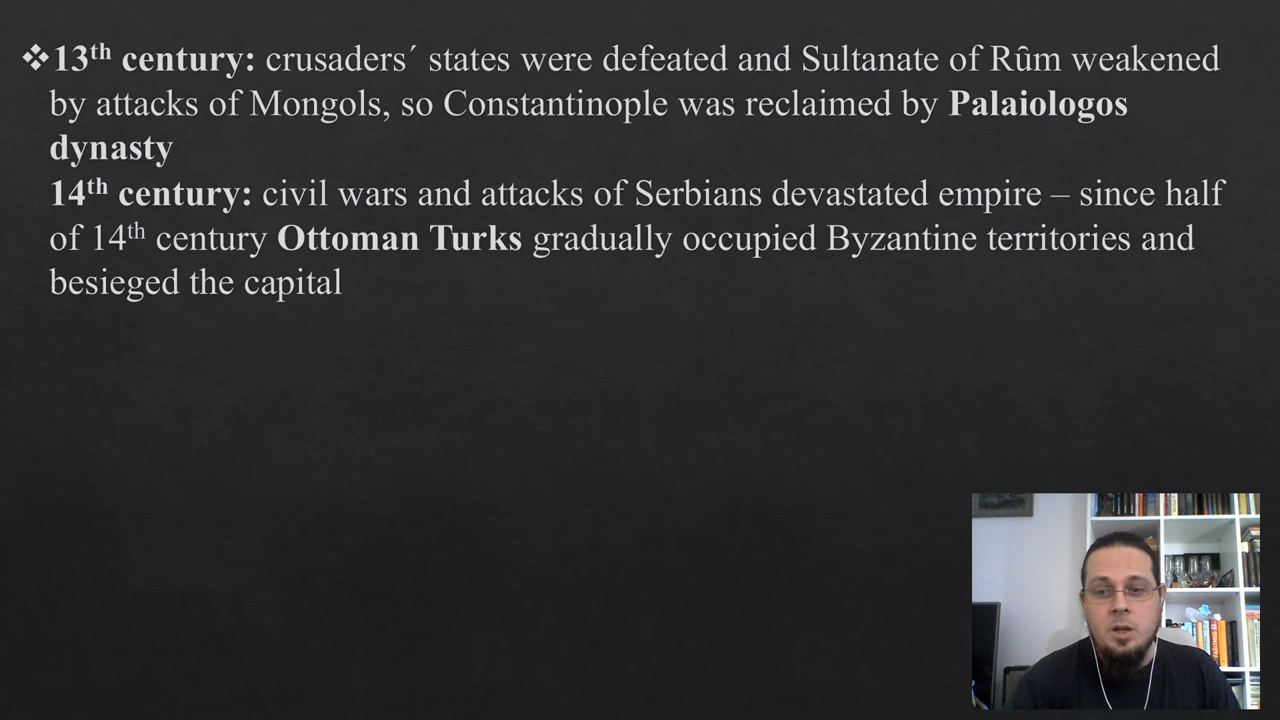 ❖13th century: crusaders´ states were defeated and Sultanate of Rûm weakened
by attacks of Mongols, so Constantinople was reclaimed by Palaiologos
dynasty
14th century: civil wars and attacks of Serbians devastated empire – since half
of 14th century Ottoman Turks gradually occupied Byzantine territories and
besieged the capital